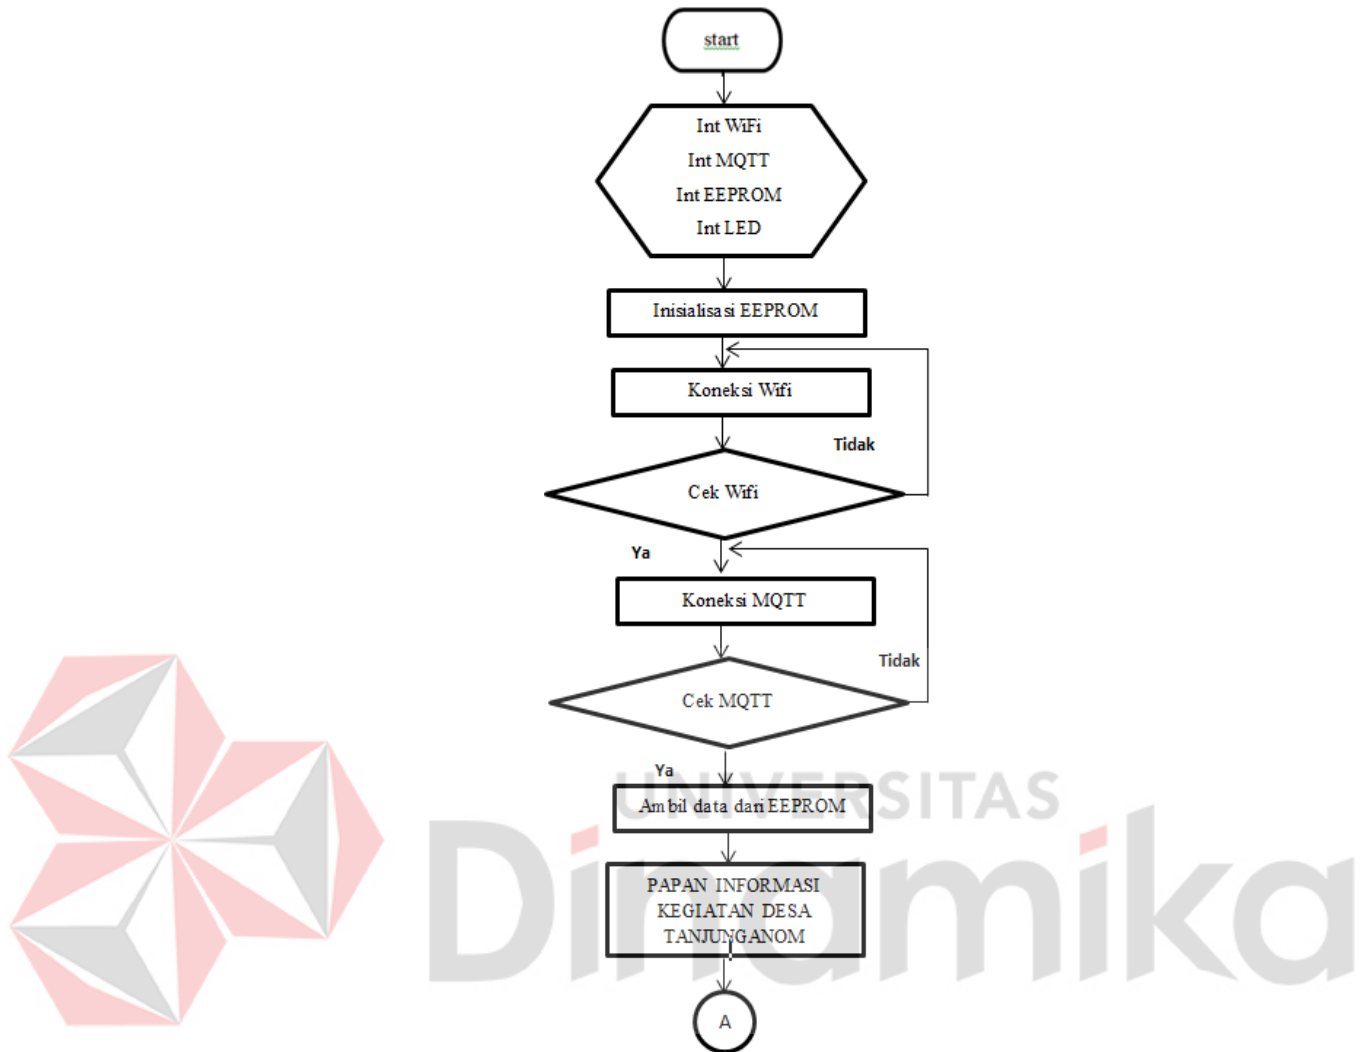 start
Int WiFi
Int MQTT
Int EEPROM
Int LED
Inisialisasi EEPROM
Koneksi Wifi
Tidak
Cek Wifi
Ya
Koneksi MQTT
Tidak
Cek MQTT
Ya
UNIVERSITAS
Ambil data dari EEPROM
Dinamika
PAPAN INFORMASI
KEGIATAN DESA
TANJUNGANOM
A